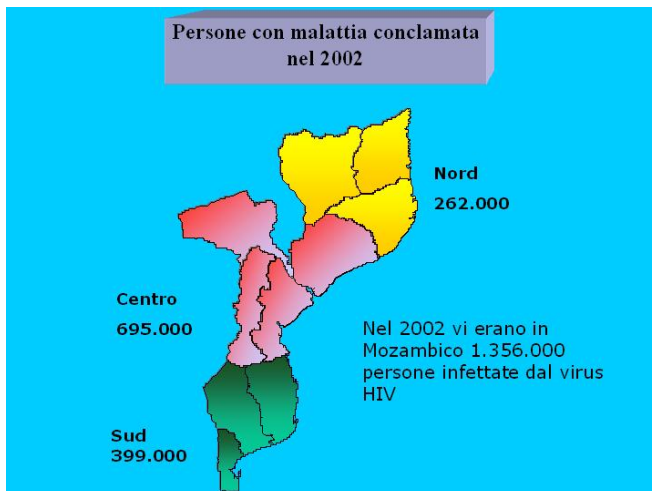 Persone con malattia conclamata
nel 2002
Nord
262.000
Centro
695.000
Nel 2002 vi erano in
Mozambico 1.356.000
persone infettate dal virus
HIV
Sud
399.000